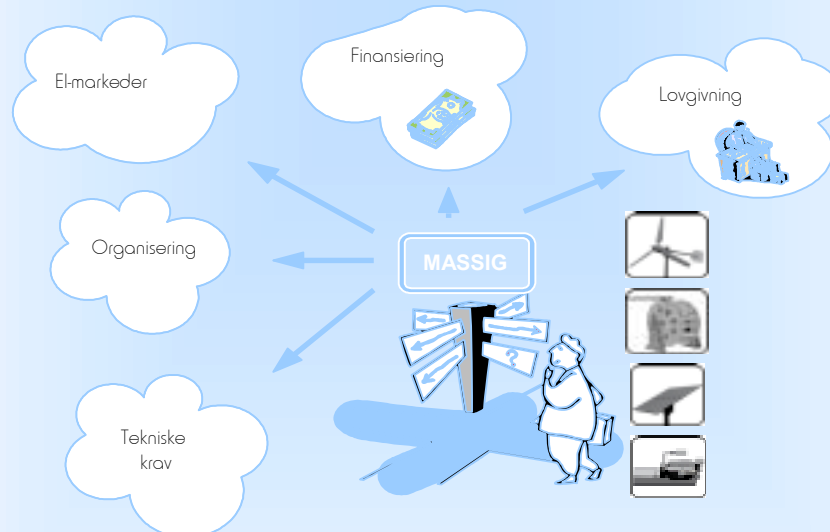 El-markeder
Finansiering
Lovgivning
Organisering
MASSIG
?
Tekniske
krav